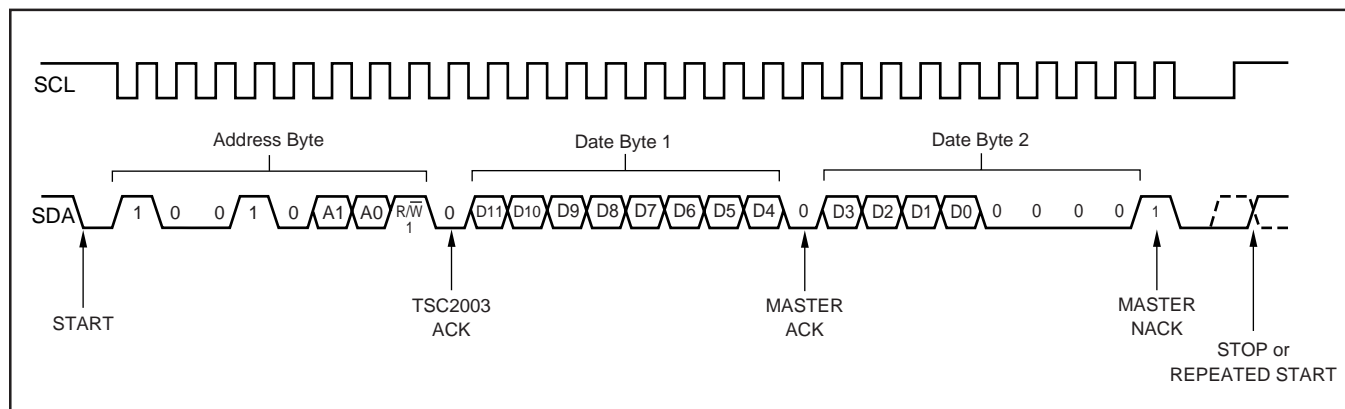 SCL
Address Byte
Date Byte 1
Date Byte 2
SDA
1 0 0 1 0 A1 A0 R/W̅ 1 0 D11 D10 D9 D8 D7 D6 D5 D4 0 D3 D2 D1 D0 0 0 0 0 1
START
TSC2003
ACK
MASTER
ACK
MASTER
NACK
STOP or
REPEATED START